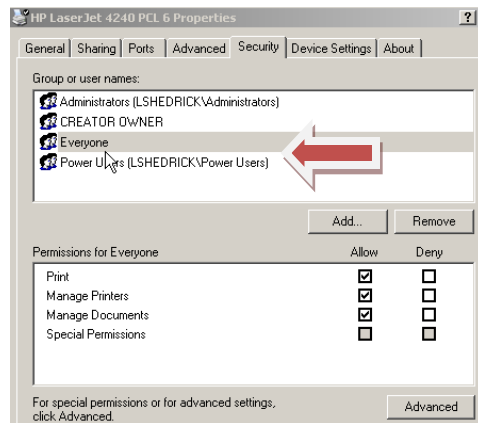 HP LaserJet 4240 PCL 6 Properties ?
General Sharing Ports Advanced Security Device Settings About
Group or user names:
Administrators (LSHEDRICK\Administrators)
CREATOR OWNER
Everyone
Power Users (LSHEDRICK\Power Users)
Add... Remove
Permissions for Everyone Allow Deny
Print
Manage Printers
Manage Documents
Special Permissions
For special permissions or for advanced settings,
click Advanced. Advanced